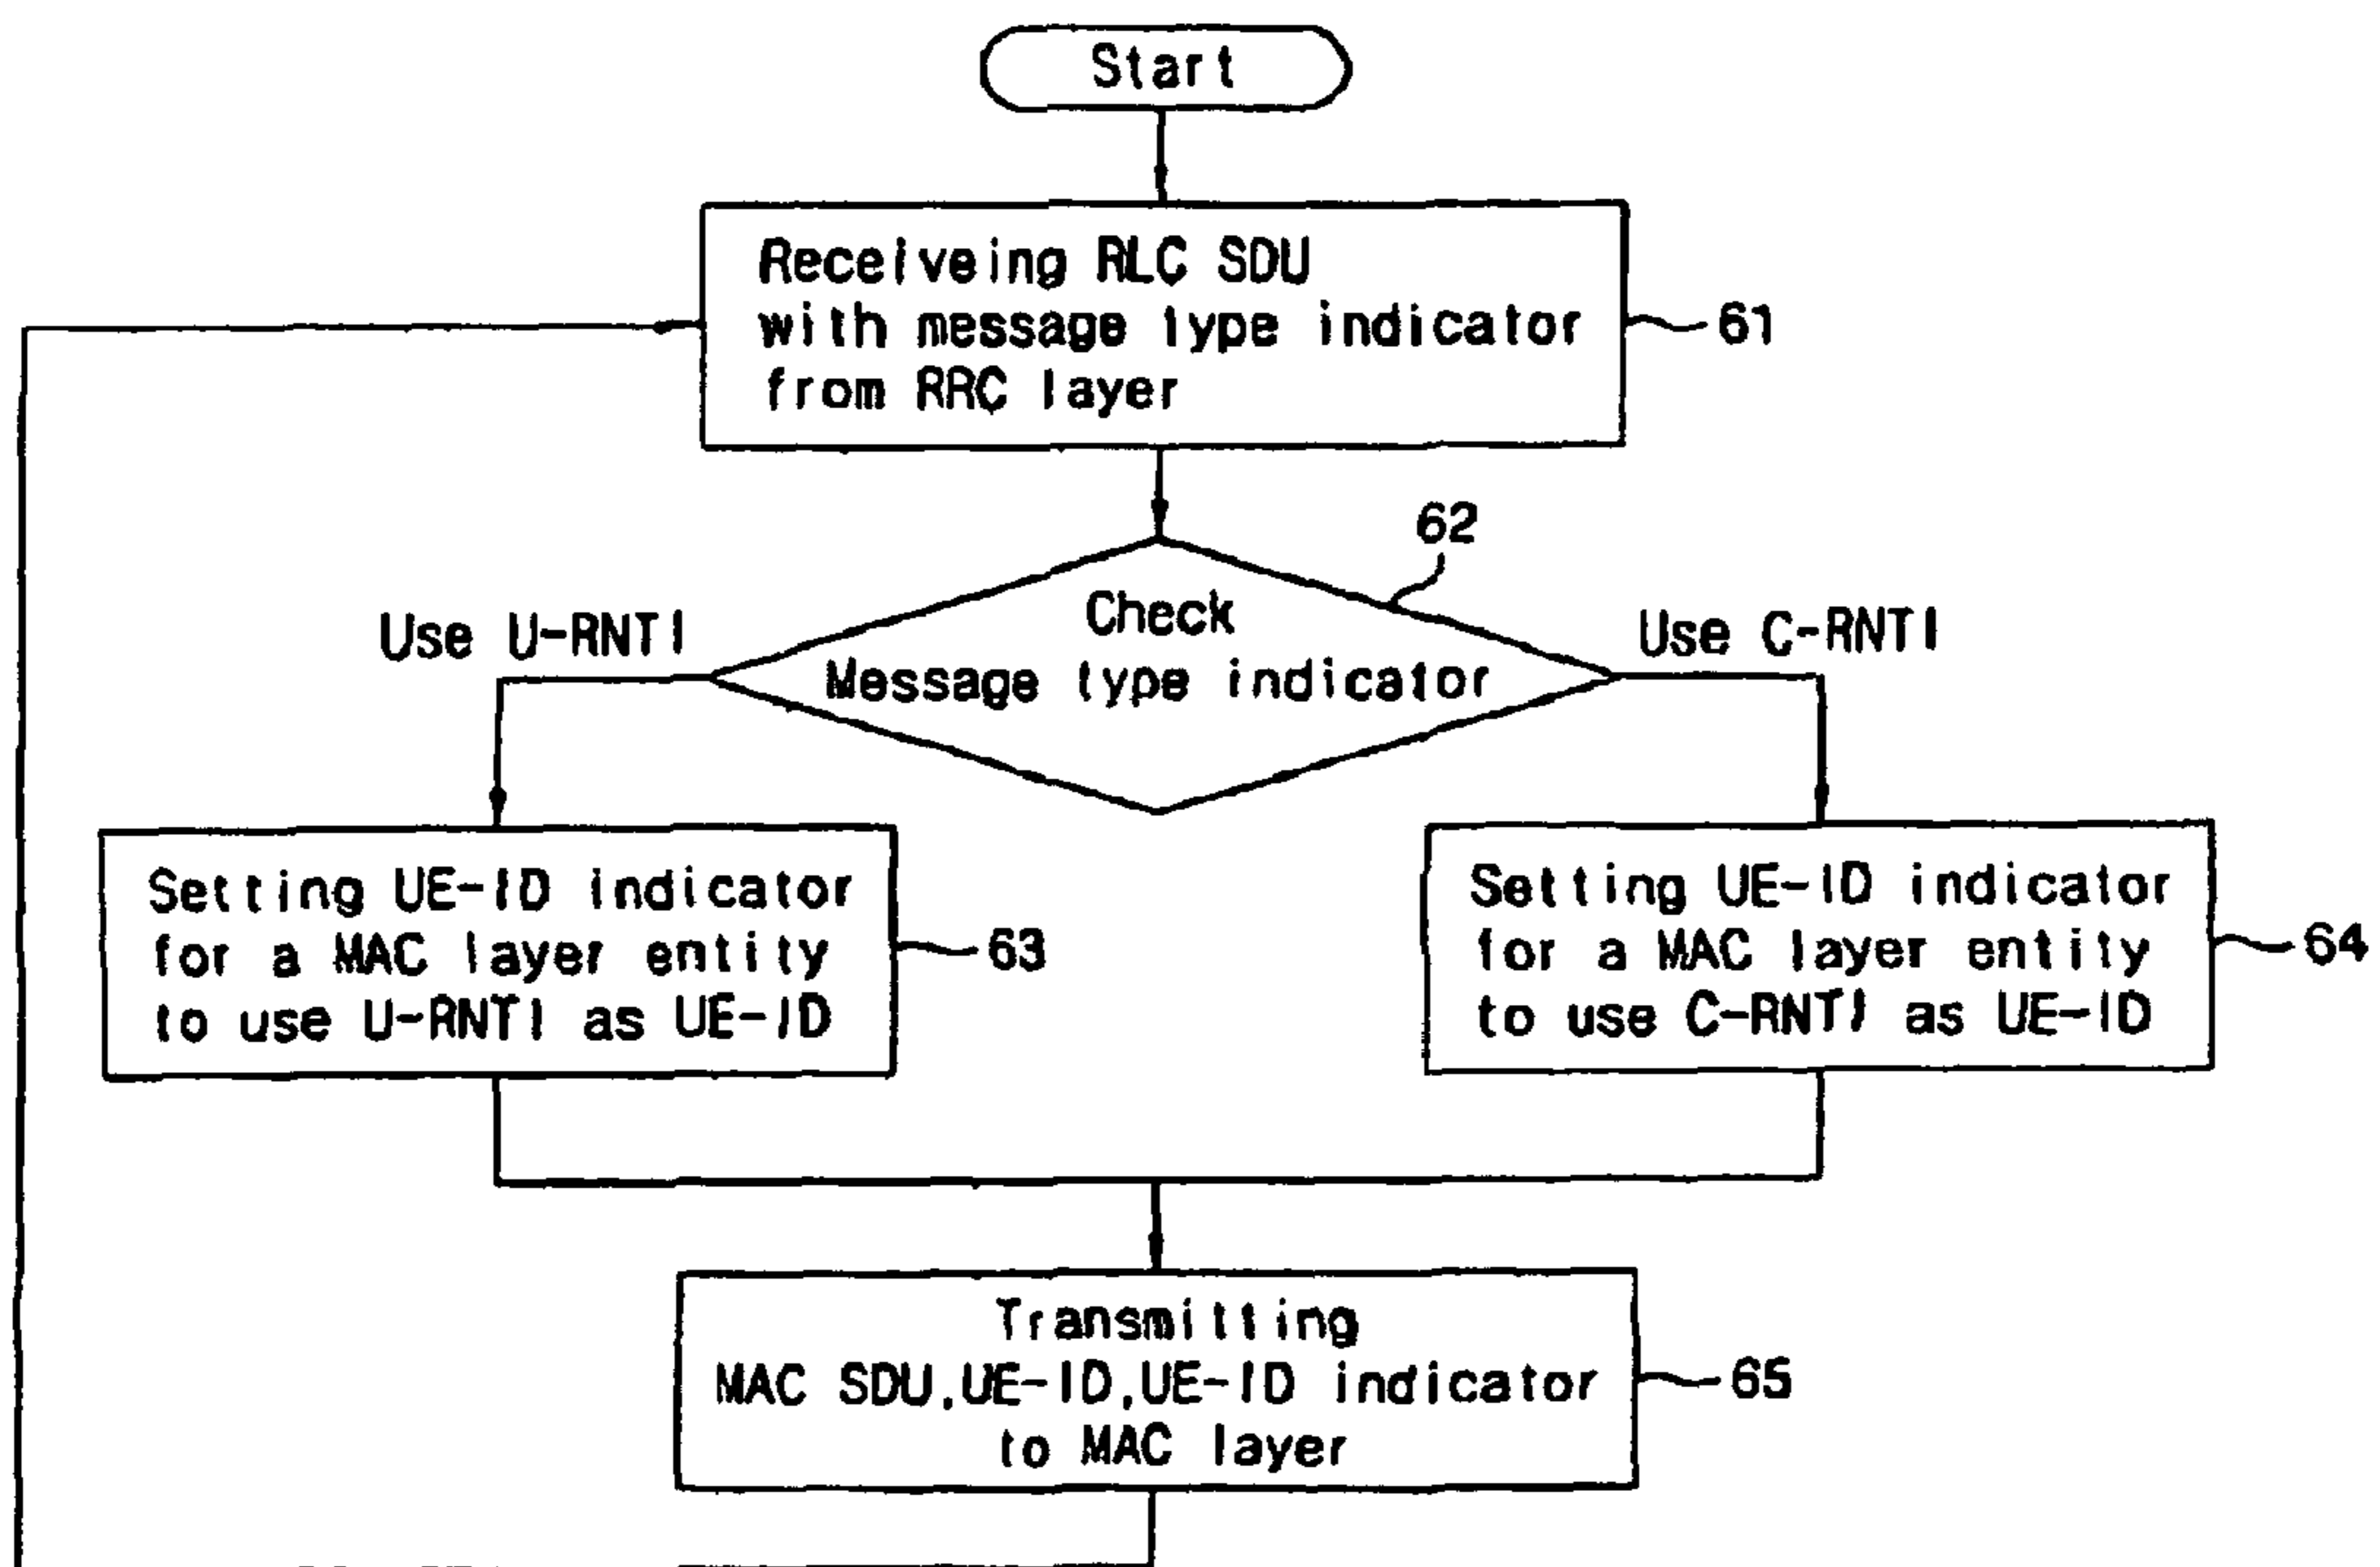 Start
Receiveing RLC SDU
with message type indicator
from RRC layer
61
62
Check
Message type indicator
Use U-RNTI
Use C-RNTI
Setting UE-ID indicator
for a MAC layer entity
to use U-RNTI as UE-ID
63
Setting UE-ID indicator
for a MAC layer entity
to use C-RNTI as UE-ID
64
Transmitting
MAC SDU,UE-ID,UE-ID indicator
to MAC layer
65